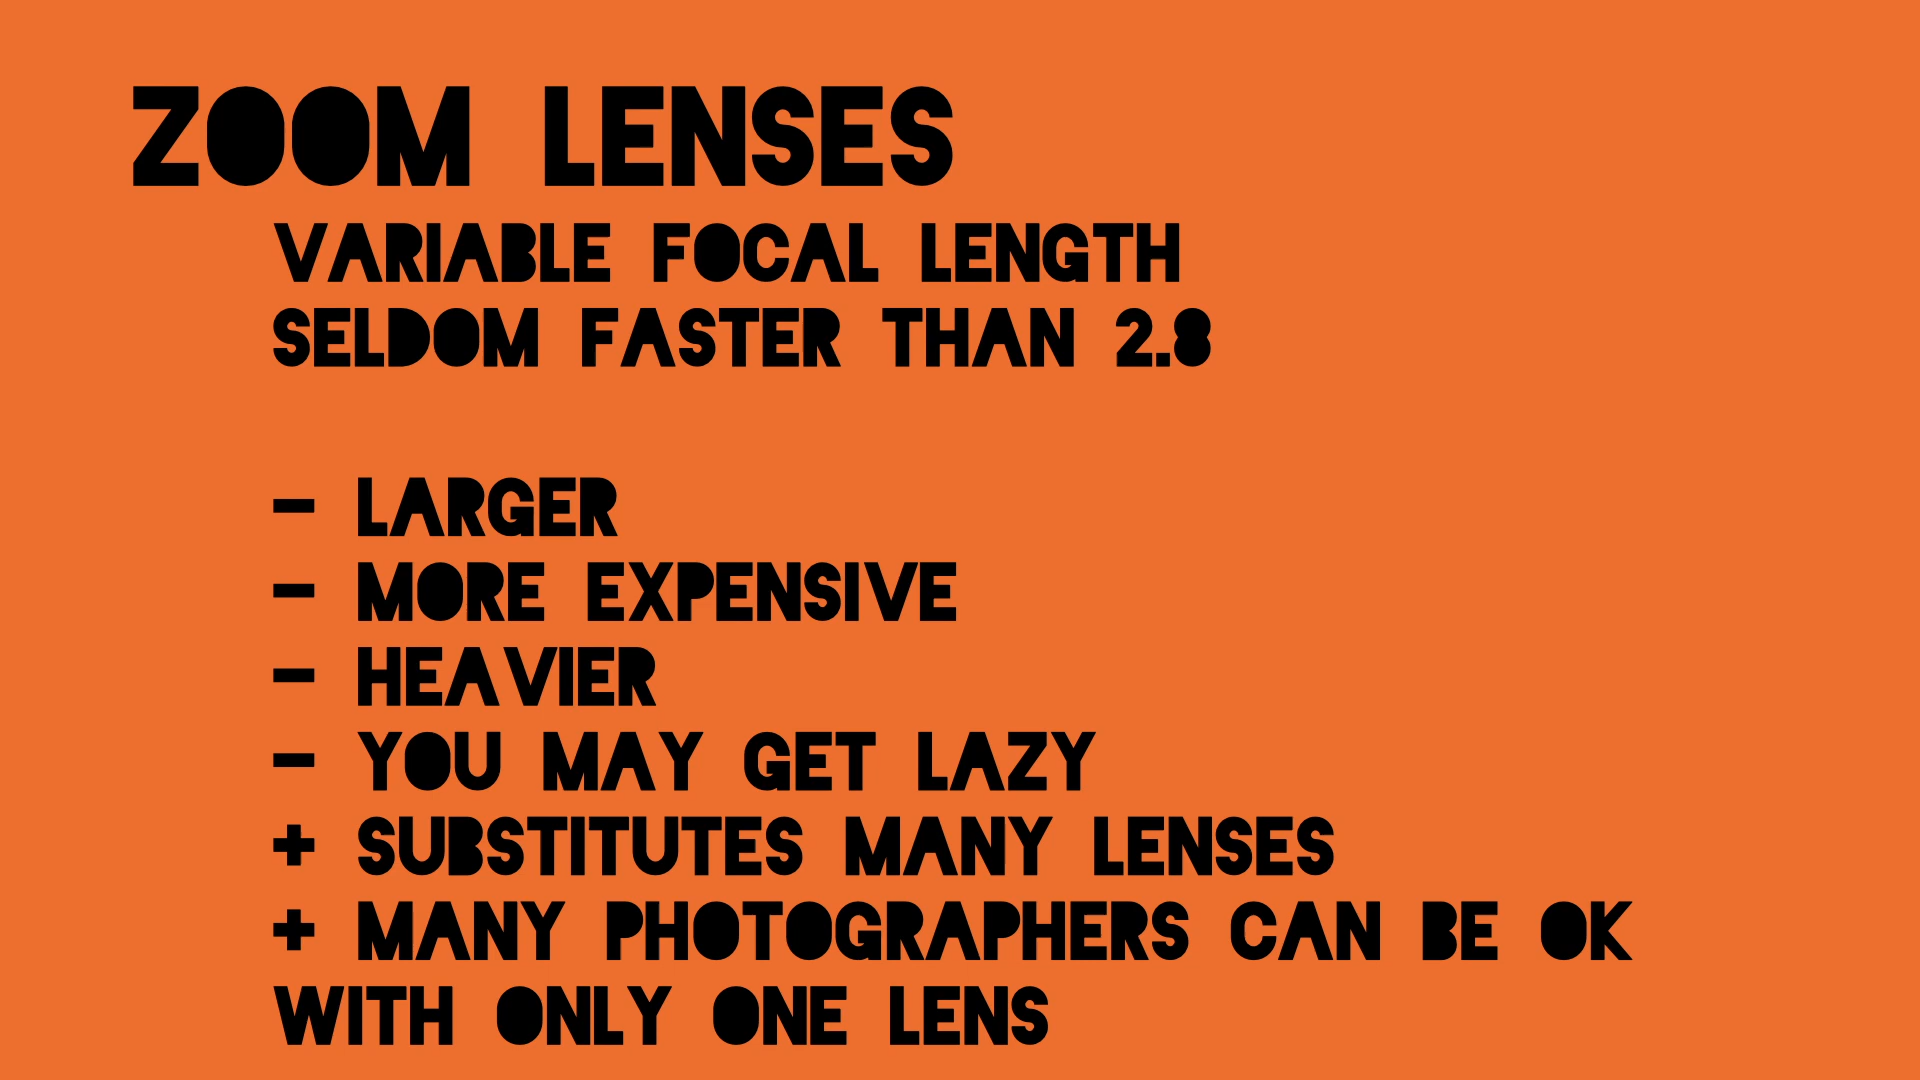 ZOOM LENSES
VARIABLE FOCAL LENGTH
SELDOM FASTER THAN 2.8
- LARGER
- MORE EXPENSIVE
- HEAVIER
- YOU MAY GET LAZY
+ SUBSTITUTES MANY LENSES
+ MANY PHOTOGRAPHERS CAN BE OK
WITH ONLY ONE LENS